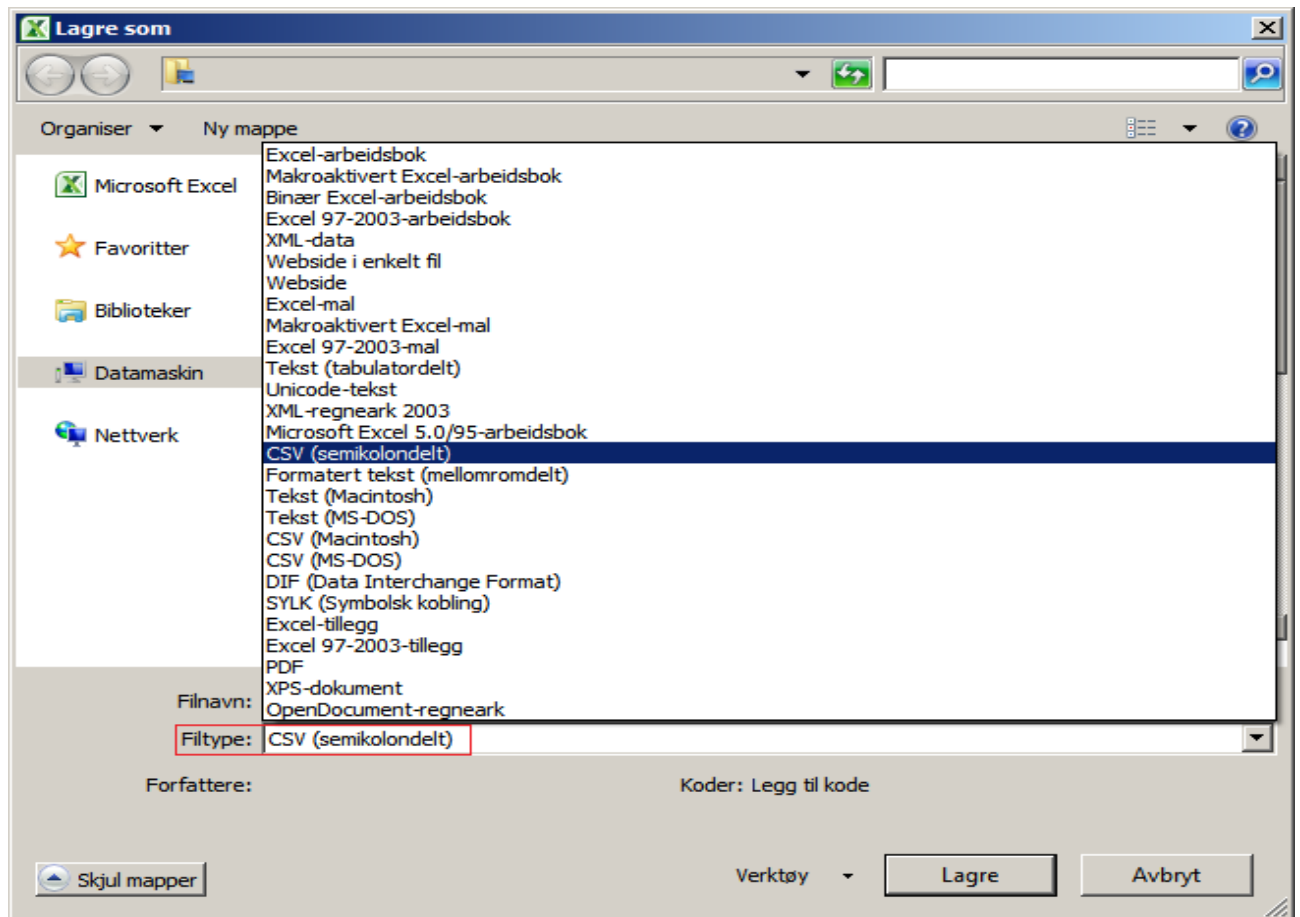 Lagre som
Organiser
Ny mappe
Microsoft Excel
Favoritter
Biblioteker
Datamaskin
Nettverk
Excel-arbeidsbok
Makroaktivert Excel-arbeidsbok
Binær Excel-arbeidsbok
Excel 97-2003-arbeidsbok
XML-data
Webside i enkelt fil
Webside
Excel-mal
Makroaktivert Excel-mal
Excel 97-2003-mal
Tekst (tabulatordelt)
Unicode-tekst
XML-regneark 2003
Microsoft Excel 5.0/95-arbeidsbok
CSV (semikolondelt)
Formatert tekst (mellomromdelt)
Tekst (Macintosh)
Tekst (MS-DOS)
CSV (Macintosh)
CSV (MS-DOS)
DIF (Data Interchange Format)
SYLK (Symbolsk kobling)
Excel-tillegg
Excel 97-2003-tillegg
PDF
XPS-dokument
OpenDocument-regneark
Filnavn:
Filtype: CSV (semikolondelt)
Forfattere:
Koder: Legg til kode
Skjul mapper
Verktøy
Lagre
Avbryt